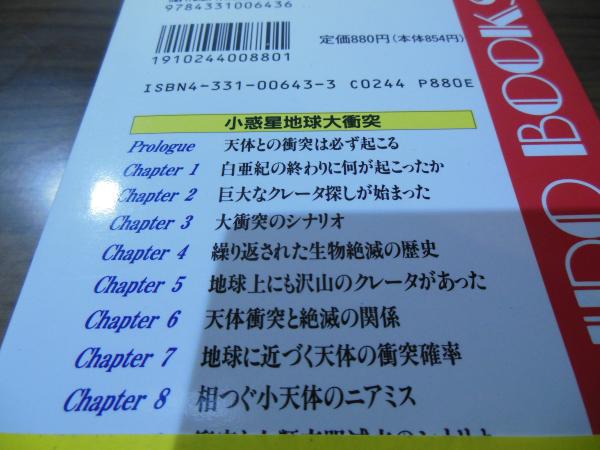 9784331006436
定価880円(本体854円)
1910244008801
ISBN4-331-00643-3 C0244 P880E
小惑星地球大衝突
Prologue 天体との衝突は必ず起こる
Chapter 1 白亜紀の終わりに何が起こったか
Chapter 2 巨大なクレータ探しが始まった
Chapter 3 大衝突のシナリオ
Chapter 4 繰り返された生物絶滅の歴史
Chapter 5 地球上にも沢山のクレータがあった
Chapter 6 天体衝突と絶滅の関係
Chapter 7 地球に近づく天体の衝突確率
Chapter 8 相つぐ小天体のニアミス
BOOKS